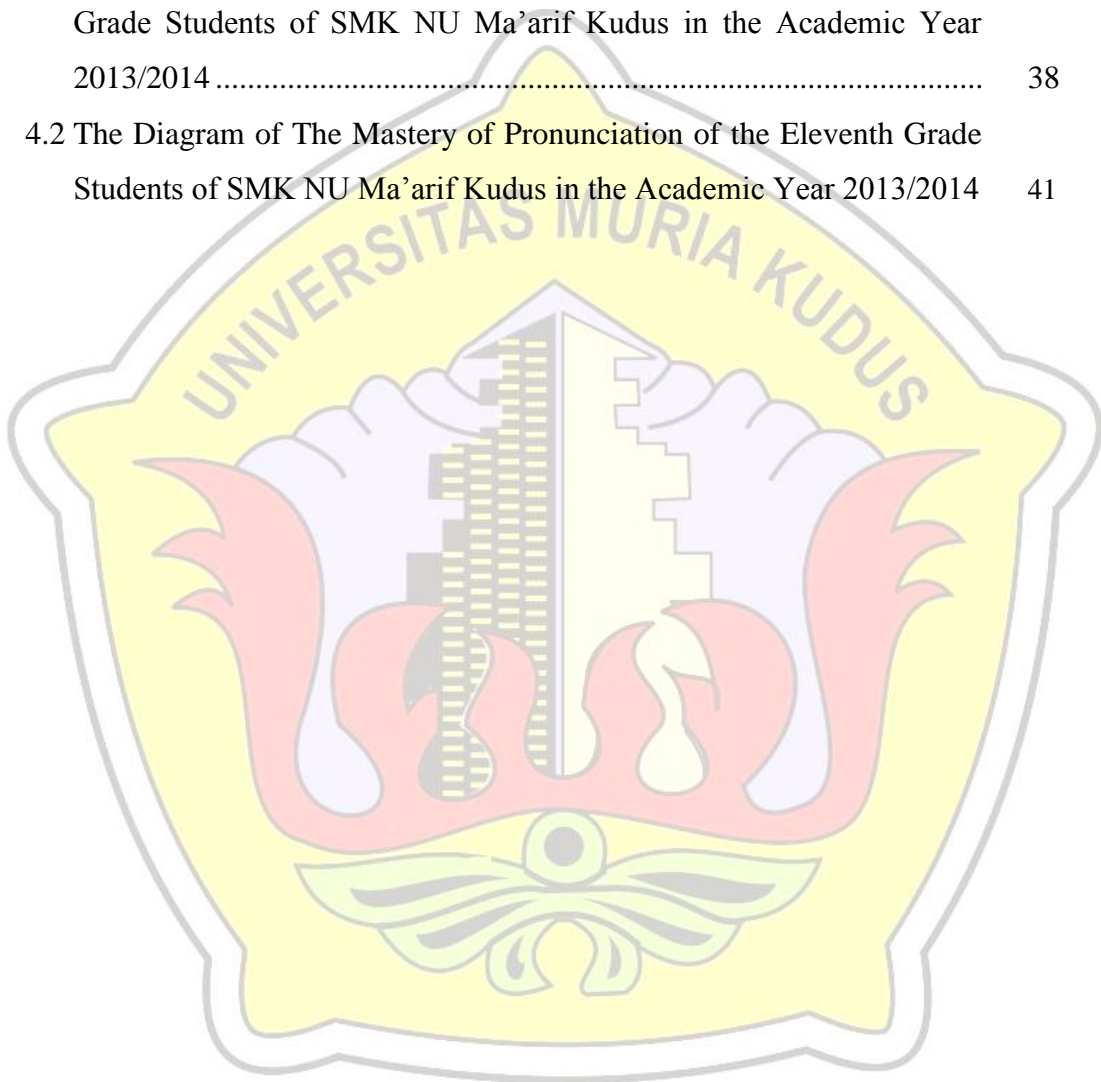 Grade Students of SMK NU Ma’arif Kudus in the Academic Year
2013/2014 ................................................................................................ 38
4.2 The Diagram of The Mastery of Pronunciation of the Eleventh Grade
Students of SMK NU Ma’arif Kudus in the Academic Year 2013/2014 41
UNIVERSITAS MURIA KUDUS